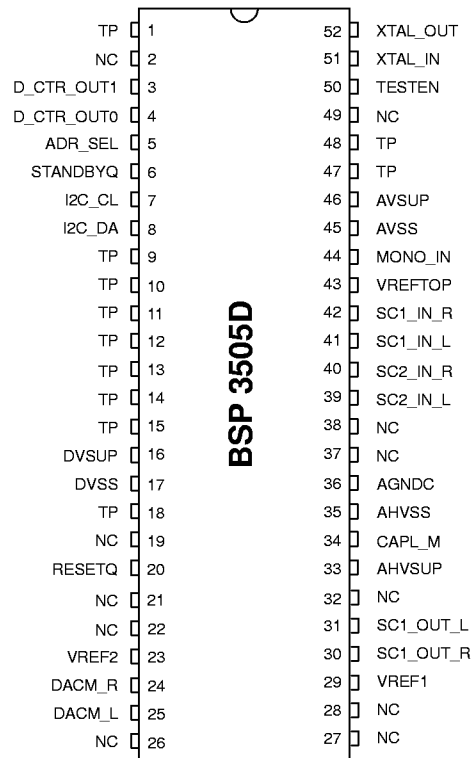 TP 1 52 XTAL_OUT
NC 2 51 XTAL_IN
D_CTR_OUT1 3 50 TESTEN
D_CTR_OUT0 4 49 NC
ADR_SEL 5 48 TP
STANDBYQ 6 47 TP
I2C_CL 7 46 AVSUP
I2C_DA 8 45 AVSS
TP 9 44 MONO_IN
TP 10 43 VREFTOP
TP 11 42 SC1_IN_R
TP 12 41 SC1_IN_L
TP 13 40 SC2_IN_R
TP 14 39 SC2_IN_L
TP 15 38 NC
DVSUP 16 37 NC
DVSS 17 36 AGNDC
TP 18 35 AHVSS
NC 19 34 CAPL_M
RESETQ 20 33 AHVSUP
NC 21 32 NC
NC 22 31 SC1_OUT_L
VREF2 23 30 SC1_OUT_R
DACM_R 24 29 VREF1
DACM_L 25 28 NC
NC 26 27 NC
BSP 3505D